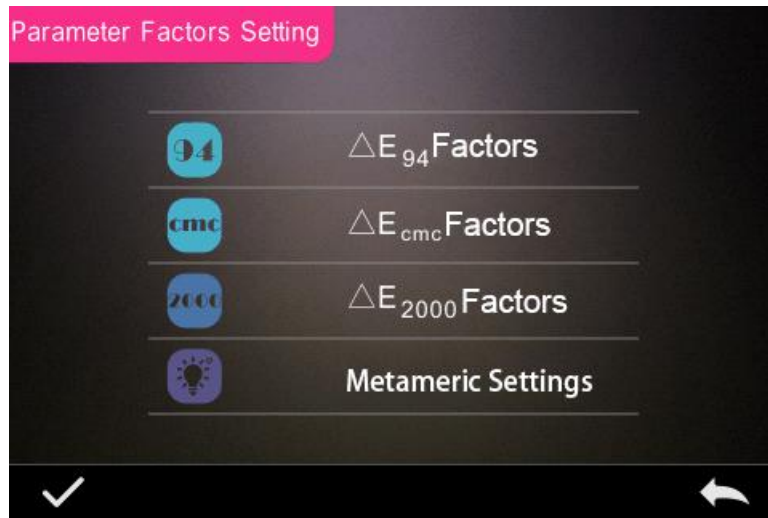 Parameter Factors Setting
94 △E94Factors
cmc △EcmcFactors
2000 △E2000Factors
Metameric Settings